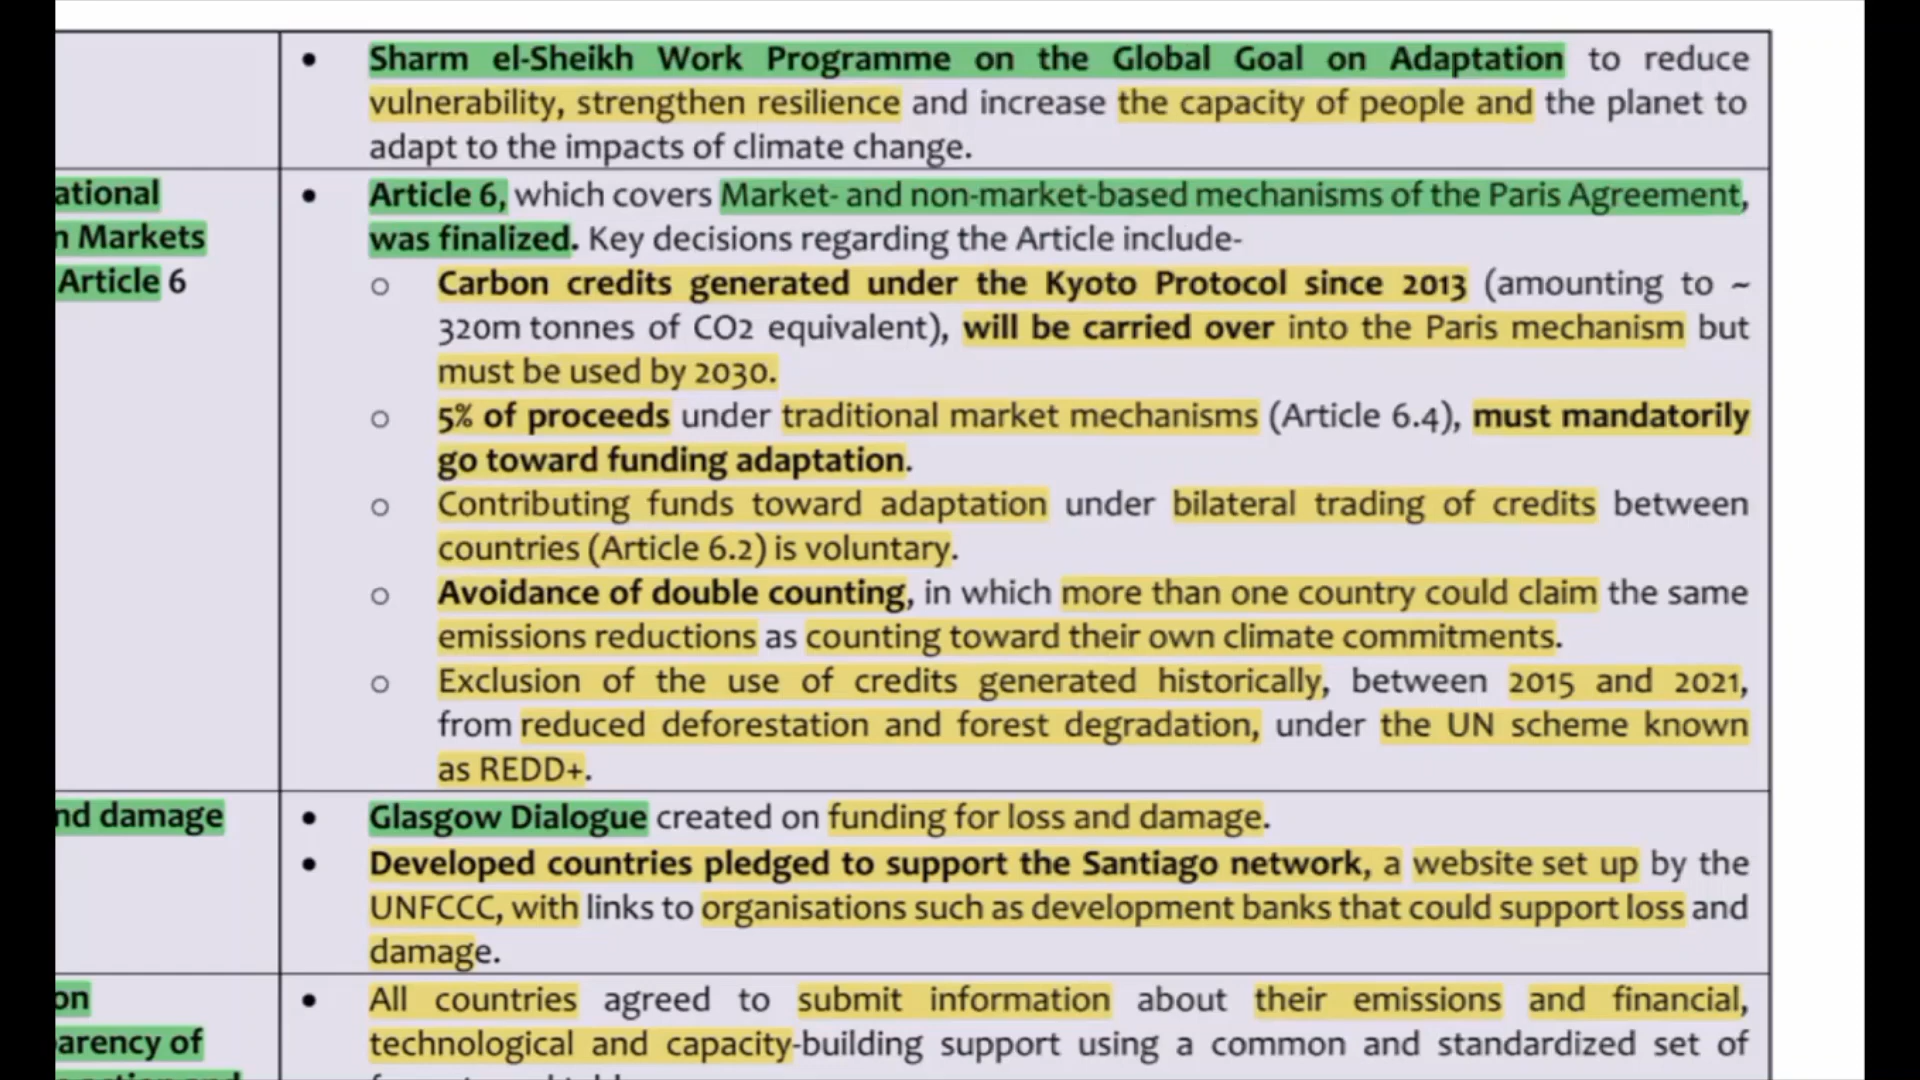 • Sharm el-Sheikh Work Programme on the Global Goal on Adaptation to reduce
vulnerability, strengthen resilience and increase the capacity of people and the planet to
adapt to the impacts of climate change.
ational
n Markets
Article 6
• Article 6, which covers Market- and non-market-based mechanisms of the Paris Agreement,
was finalized. Key decisions regarding the Article include-
o Carbon credits generated under the Kyoto Protocol since 2013 (amounting to ~
320m tonnes of CO2 equivalent), will be carried over into the Paris mechanism but
must be used by 2030.
o 5% of proceeds under traditional market mechanisms (Article 6.4), must mandatorily
go toward funding adaptation.
o Contributing funds toward adaptation under bilateral trading of credits between
countries (Article 6.2) is voluntary.
o Avoidance of double counting, in which more than one country could claim the same
emissions reductions as counting toward their own climate commitments.
o Exclusion of the use of credits generated historically, between 2015 and 2021,
from reduced deforestation and forest degradation, under the UN scheme known
as REDD+.
nd damage
• Glasgow Dialogue created on funding for loss and damage.
• Developed countries pledged to support the Santiago network, a website set up by the
UNFCCC, with links to organisations such as development banks that could support loss and
damage.
on
parency of
• All countries agreed to submit information about their emissions and financial,
technological and capacity-building support using a common and standardized set of